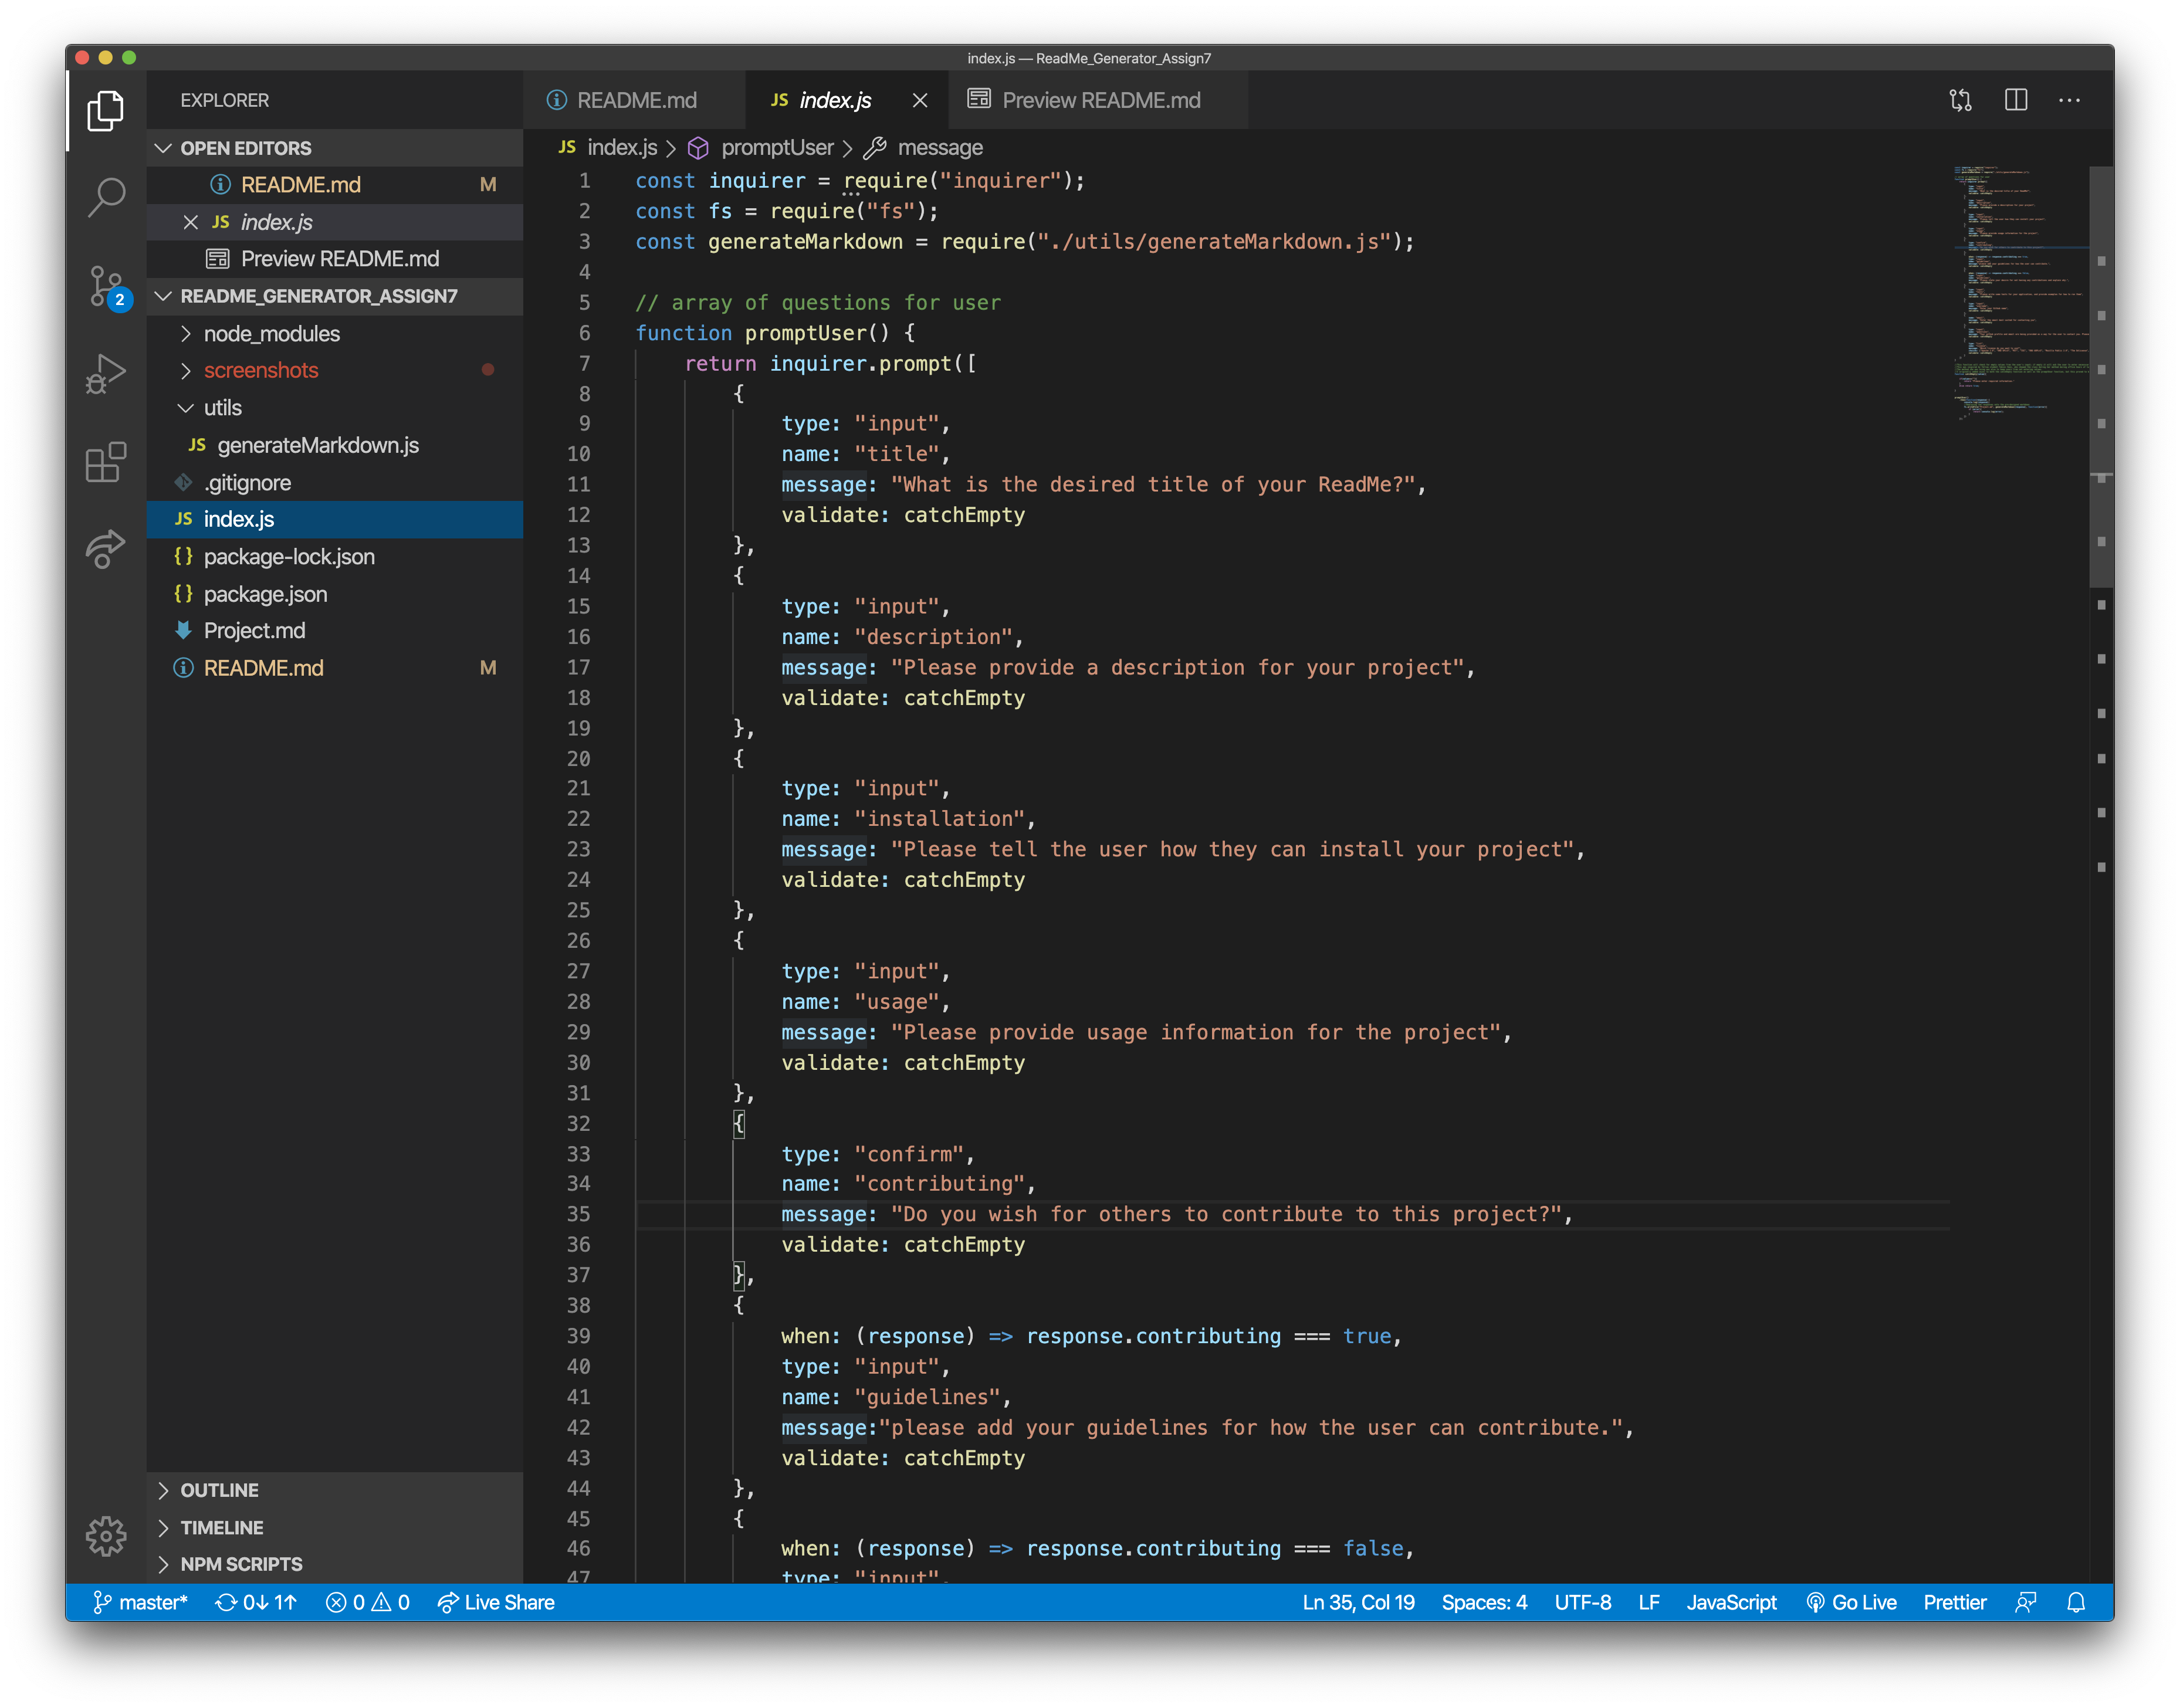 index.js — ReadMe_Generator_Assign7
EXPLORER
OPEN EDITORS
README.md M
JS index.js
Preview README.md
README_GENERATOR_ASSIGN7
node_modules
screenshots
utils
JS generateMarkdown.js
.gitignore
JS index.js
{} package-lock.json
{} package.json
Project.md
README.md M
OUTLINE
TIMELINE
NPM SCRIPTS
2
README.md
JS index.js
Preview README.md
JS index.js > promptUser > message
1 const inquirer = require("inquirer");
2 const fs = require("fs");
3 const generateMarkdown = require("./utils/generateMarkdown.js");
4
5 // array of questions for user
6 function promptUser() {
7 return inquirer.prompt([
8 {
9 type: "input",
10 name: "title",
11 message: "What is the desired title of your ReadMe?",
12 validate: catchEmpty
13 },
14 {
15 type: "input",
16 name: "description",
17 message: "Please provide a description for your project",
18 validate: catchEmpty
19 },
20 {
21 type: "input",
22 name: "installation",
23 message: "Please tell the user how they can install your project",
24 validate: catchEmpty
25 },
26 {
27 type: "input",
28 name: "usage",
29 message: "Please provide usage information for the project",
30 validate: catchEmpty
31 },
32 {
33 type: "confirm",
34 name: "contributing",
35 message: "Do you wish for others to contribute to this project?",
36 validate: catchEmpty
37 },
38 {
39 when: (response) => response.contributing === true,
40 type: "input",
41 name: "guidelines",
42 message:"please add your guidelines for how the user can contribute.",
43 validate: catchEmpty
44 },
45 {
46 when: (response) => response.contributing === false,
47 type: "input",
master* 0↓ 1↑ 0 0 Live Share
Ln 35, Col 19 Spaces: 4 UTF-8 LF JavaScript Go Live Prettier